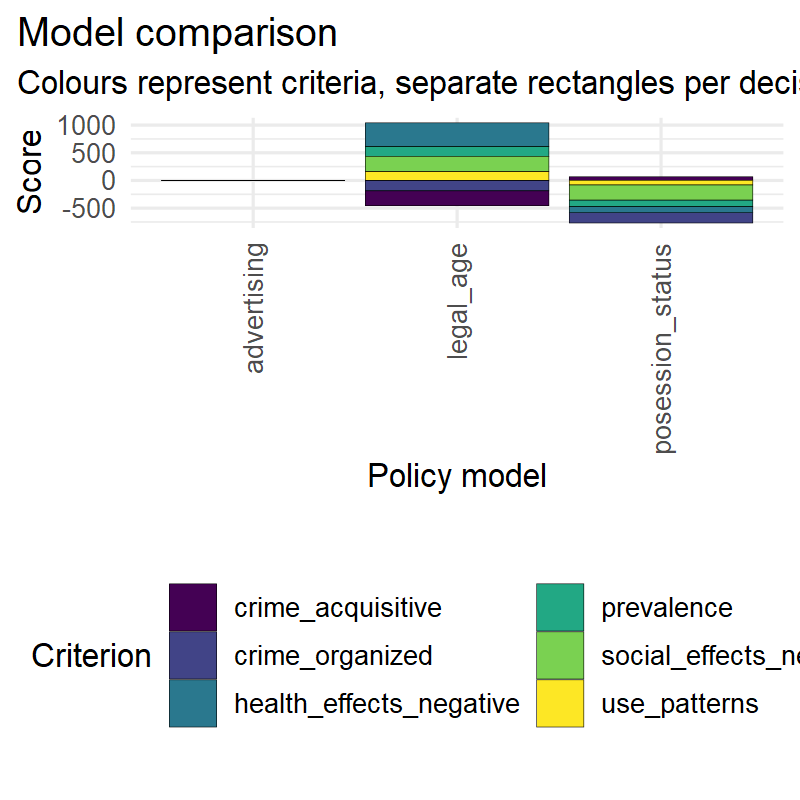 Model comparison
Colours represent criteria, separate rectangles per
Score
1000
500
0
-500
advertising
legal_age
posession_status
Policy model
Criterion
crime_acquisitive
crime_organized
health_effects_negative
prevalence
social_effects_ne
use_patterns